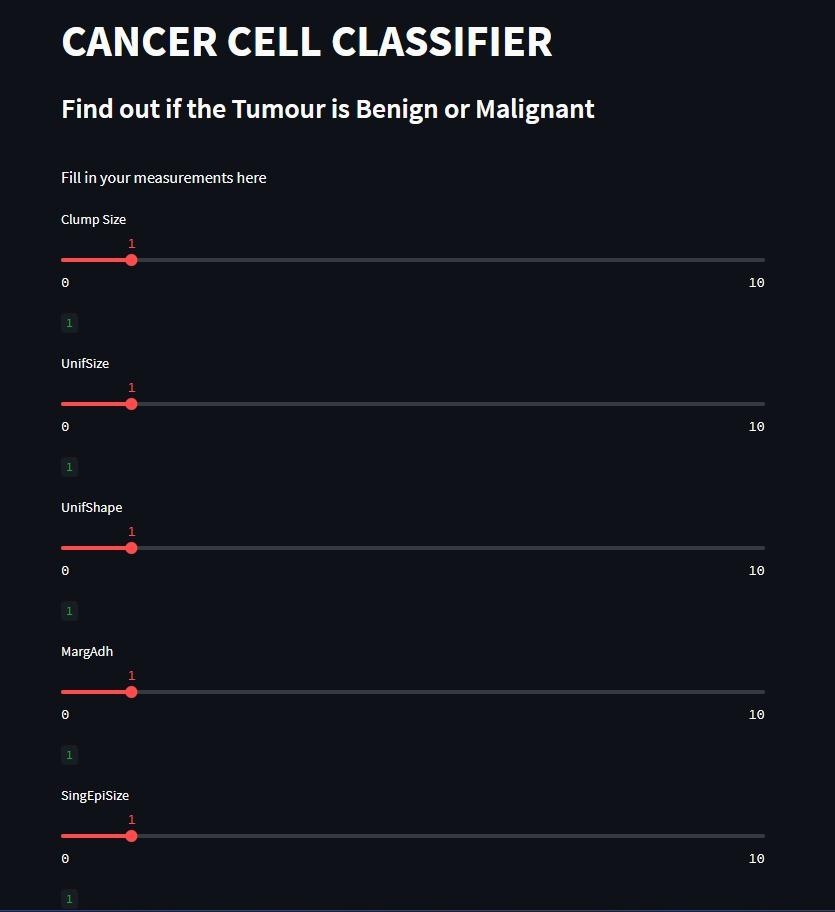 CANCER CELL CLASSIFIER
Find out if the Tumour is Benign or Malignant
Fill in your measurements here
Clump Size
1
0 10
1
UnifSize
1
0 10
1
UnifShape
1
0 10
1
MargAdh
1
0 10
1
SingEpiSize
1
0 10
1